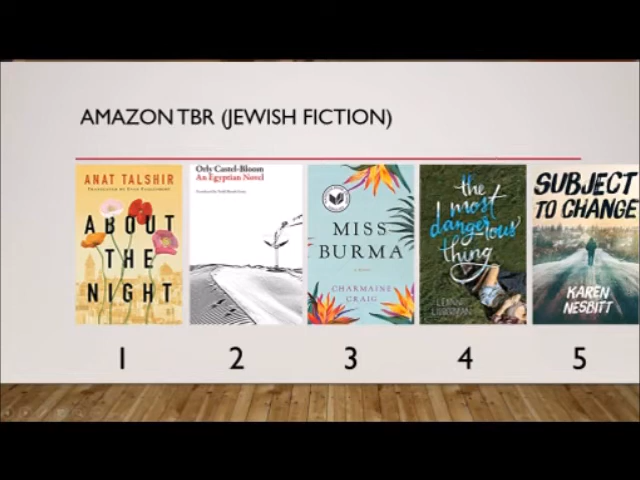 AMAZON TBR (JEWISH FICTION)
ANAT TALSHIR
ABOUT
THE
NIGHT
Orly Castel-Bloom
An Egyptian Novel
MISS
BURMA
CHARMAINE
CRAIG
the
most
dangerous
thing
SUBJECT
TO CHANGE
KAREN
NESBITT
1
2
3
4
5